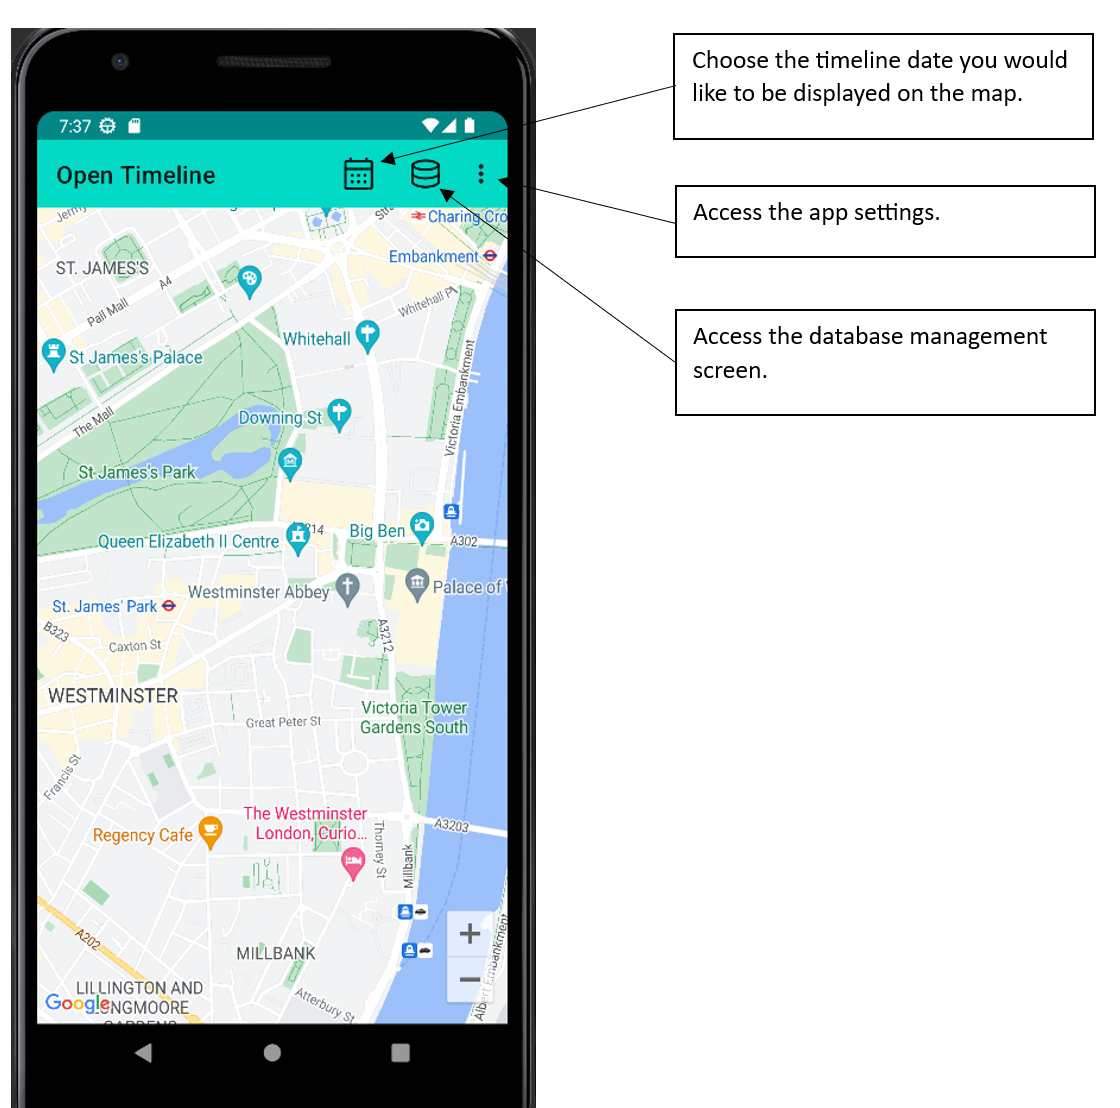 Choose the timeline date you would
like to be displayed on the map.
Access the app settings.
Access the database management
screen.
7:37
Open Timeline
Charing Cro
Embankment
ST. JAMES'S
A4
Pall Mall
Whitehall Pl
Whitehall
St James's Palace
The Mall
Victoria Embankment
Downing St
St James's Park
A3214
Big Ben
Queen Elizabeth II Centre
A302
Westminster Abbey
Palace of
St. James' Park
B323
A3212
Caxton St
WESTMINSTER
Victoria Tower
Gardens South
Great Peter St
Francis St
The Westminster
London, Curio...
Regency Cafe
A3203
Thorney St
Millbank
+
−
A202
MILLBANK
Albert Embankment
LILLINGTON AND
LONGMOORE
GARDENS
Google
Atterbury St